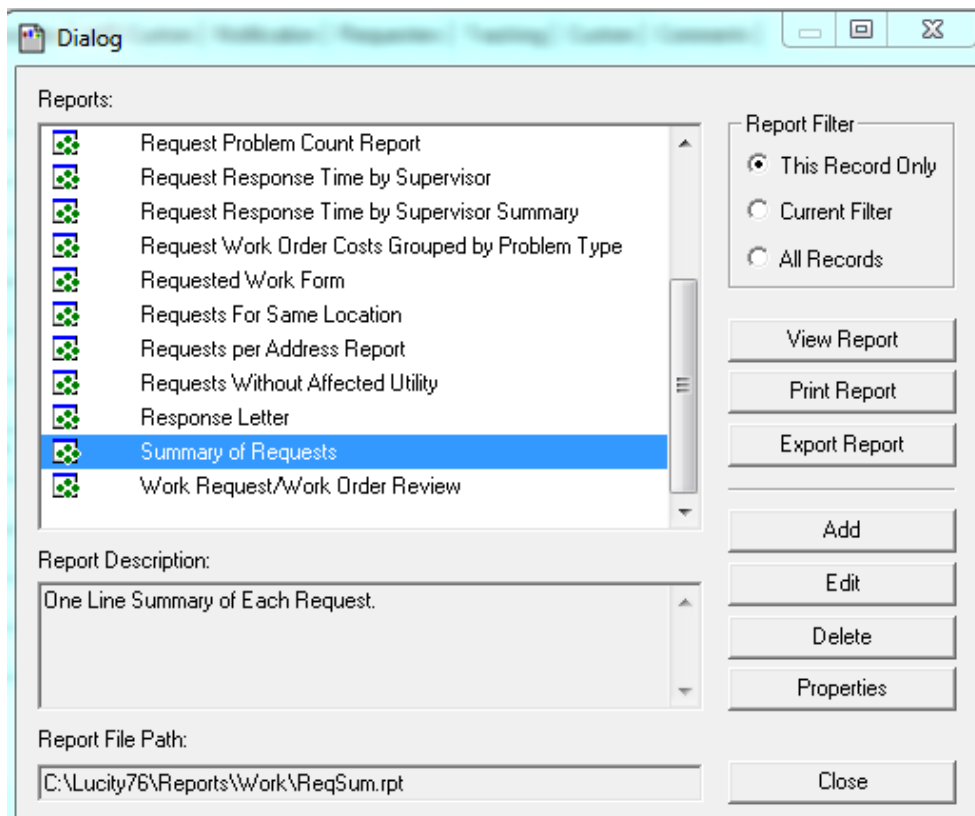 Dialog
Reports:
Request Problem Count Report
Request Response Time by Supervisor
Request Response Time by Supervisor Summary
Request Work Order Costs Grouped by Problem Type
Requested Work Form
Requests For Same Location
Requests per Address Report
Requests Without Affected Utility
Response Letter
Summary of Requests
Work Request/Work Order Review
Report Description:
One Line Summary of Each Request.
Report File Path:
C:\Lucity76\Reports\Work\ReqSum.rpt
Report Filter
This Record Only
Current Filter
All Records
View Report
Print Report
Export Report
Add
Edit
Delete
Properties
Close